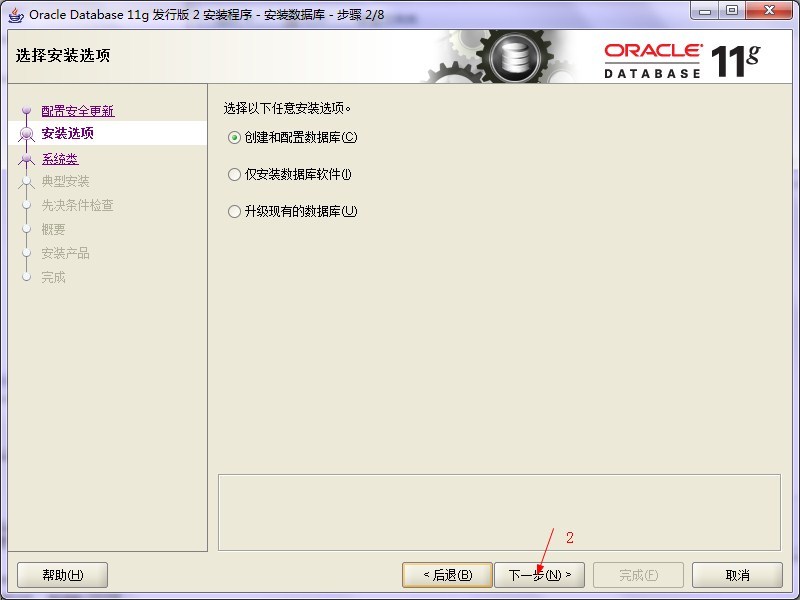 Oracle Database 11g 发行版 2 安装程序 - 安装数据库 - 步骤 2/8
选择安装选项
ORACLE
DATABASE
11g
配置安全更新
安装选项
系统类
典型安装
先决条件检查
概要
安装产品
完成
选择以下任意安装选项。
创建和配置数据库(C)
仅安装数据库软件(I)
升级现有的数据库(U)
2
帮助(H)
< 后退(B)
下一步(N) >
完成(F)
取消